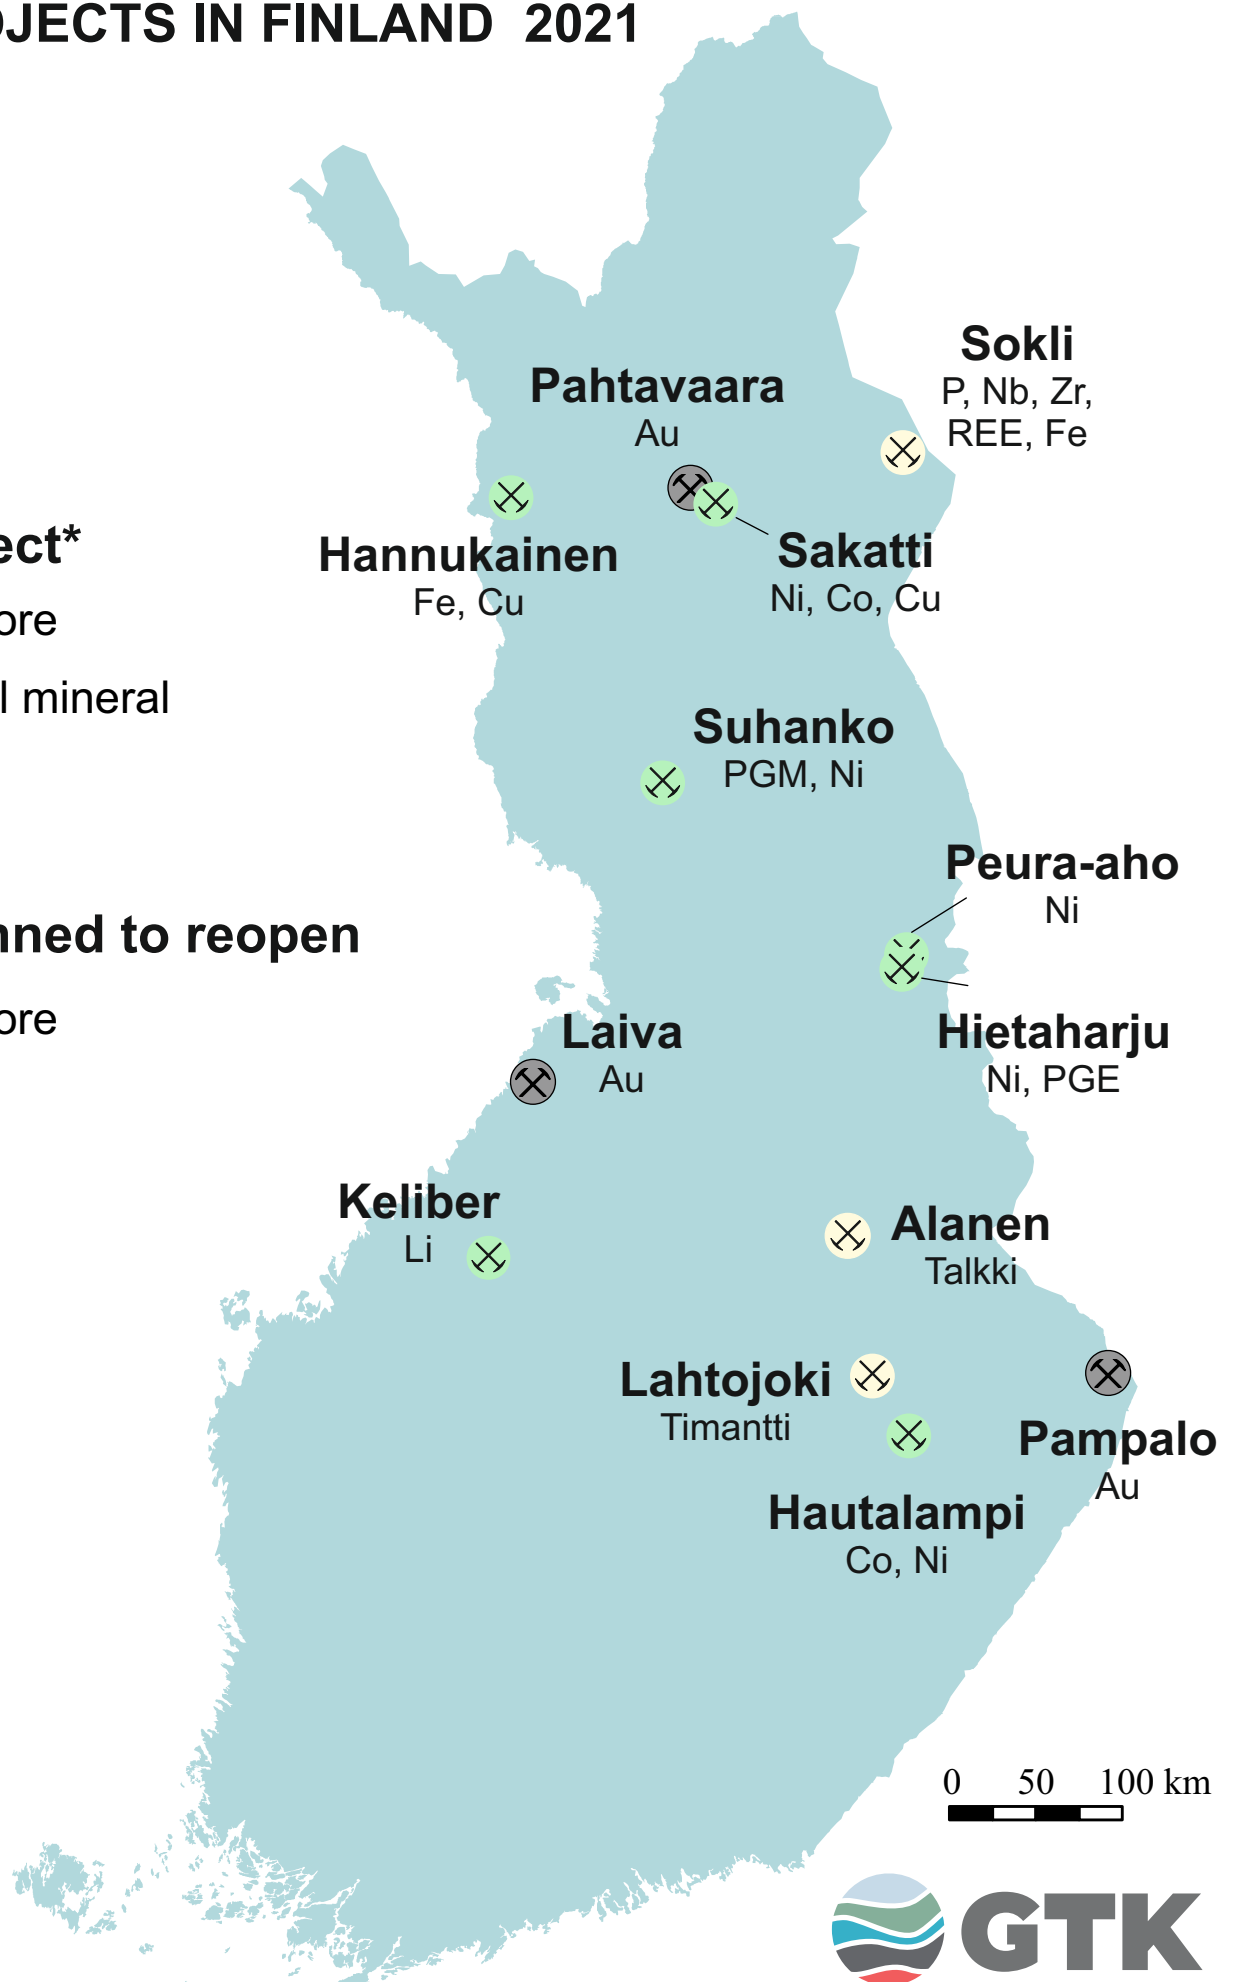 OJECTS IN FINLAND 2021
Sokli
P, Nb, Zr,
REE, Fe
Pahtavaara
Au
ect*
Hannukainen
Fe, Cu
Sakatti
Ni, Co, Cu
ore
l mineral
Suhanko
PGM, Ni
Peura-aho
Ni
nned to reopen
ore
Laiva
Au
Hietaharju
Ni, PGE
Keliber
Li
Alanen
Talkki
Lahtojoki
Timantti
Pampalo
Au
Hautalampi
Co, Ni
0 50 100 km
GTK